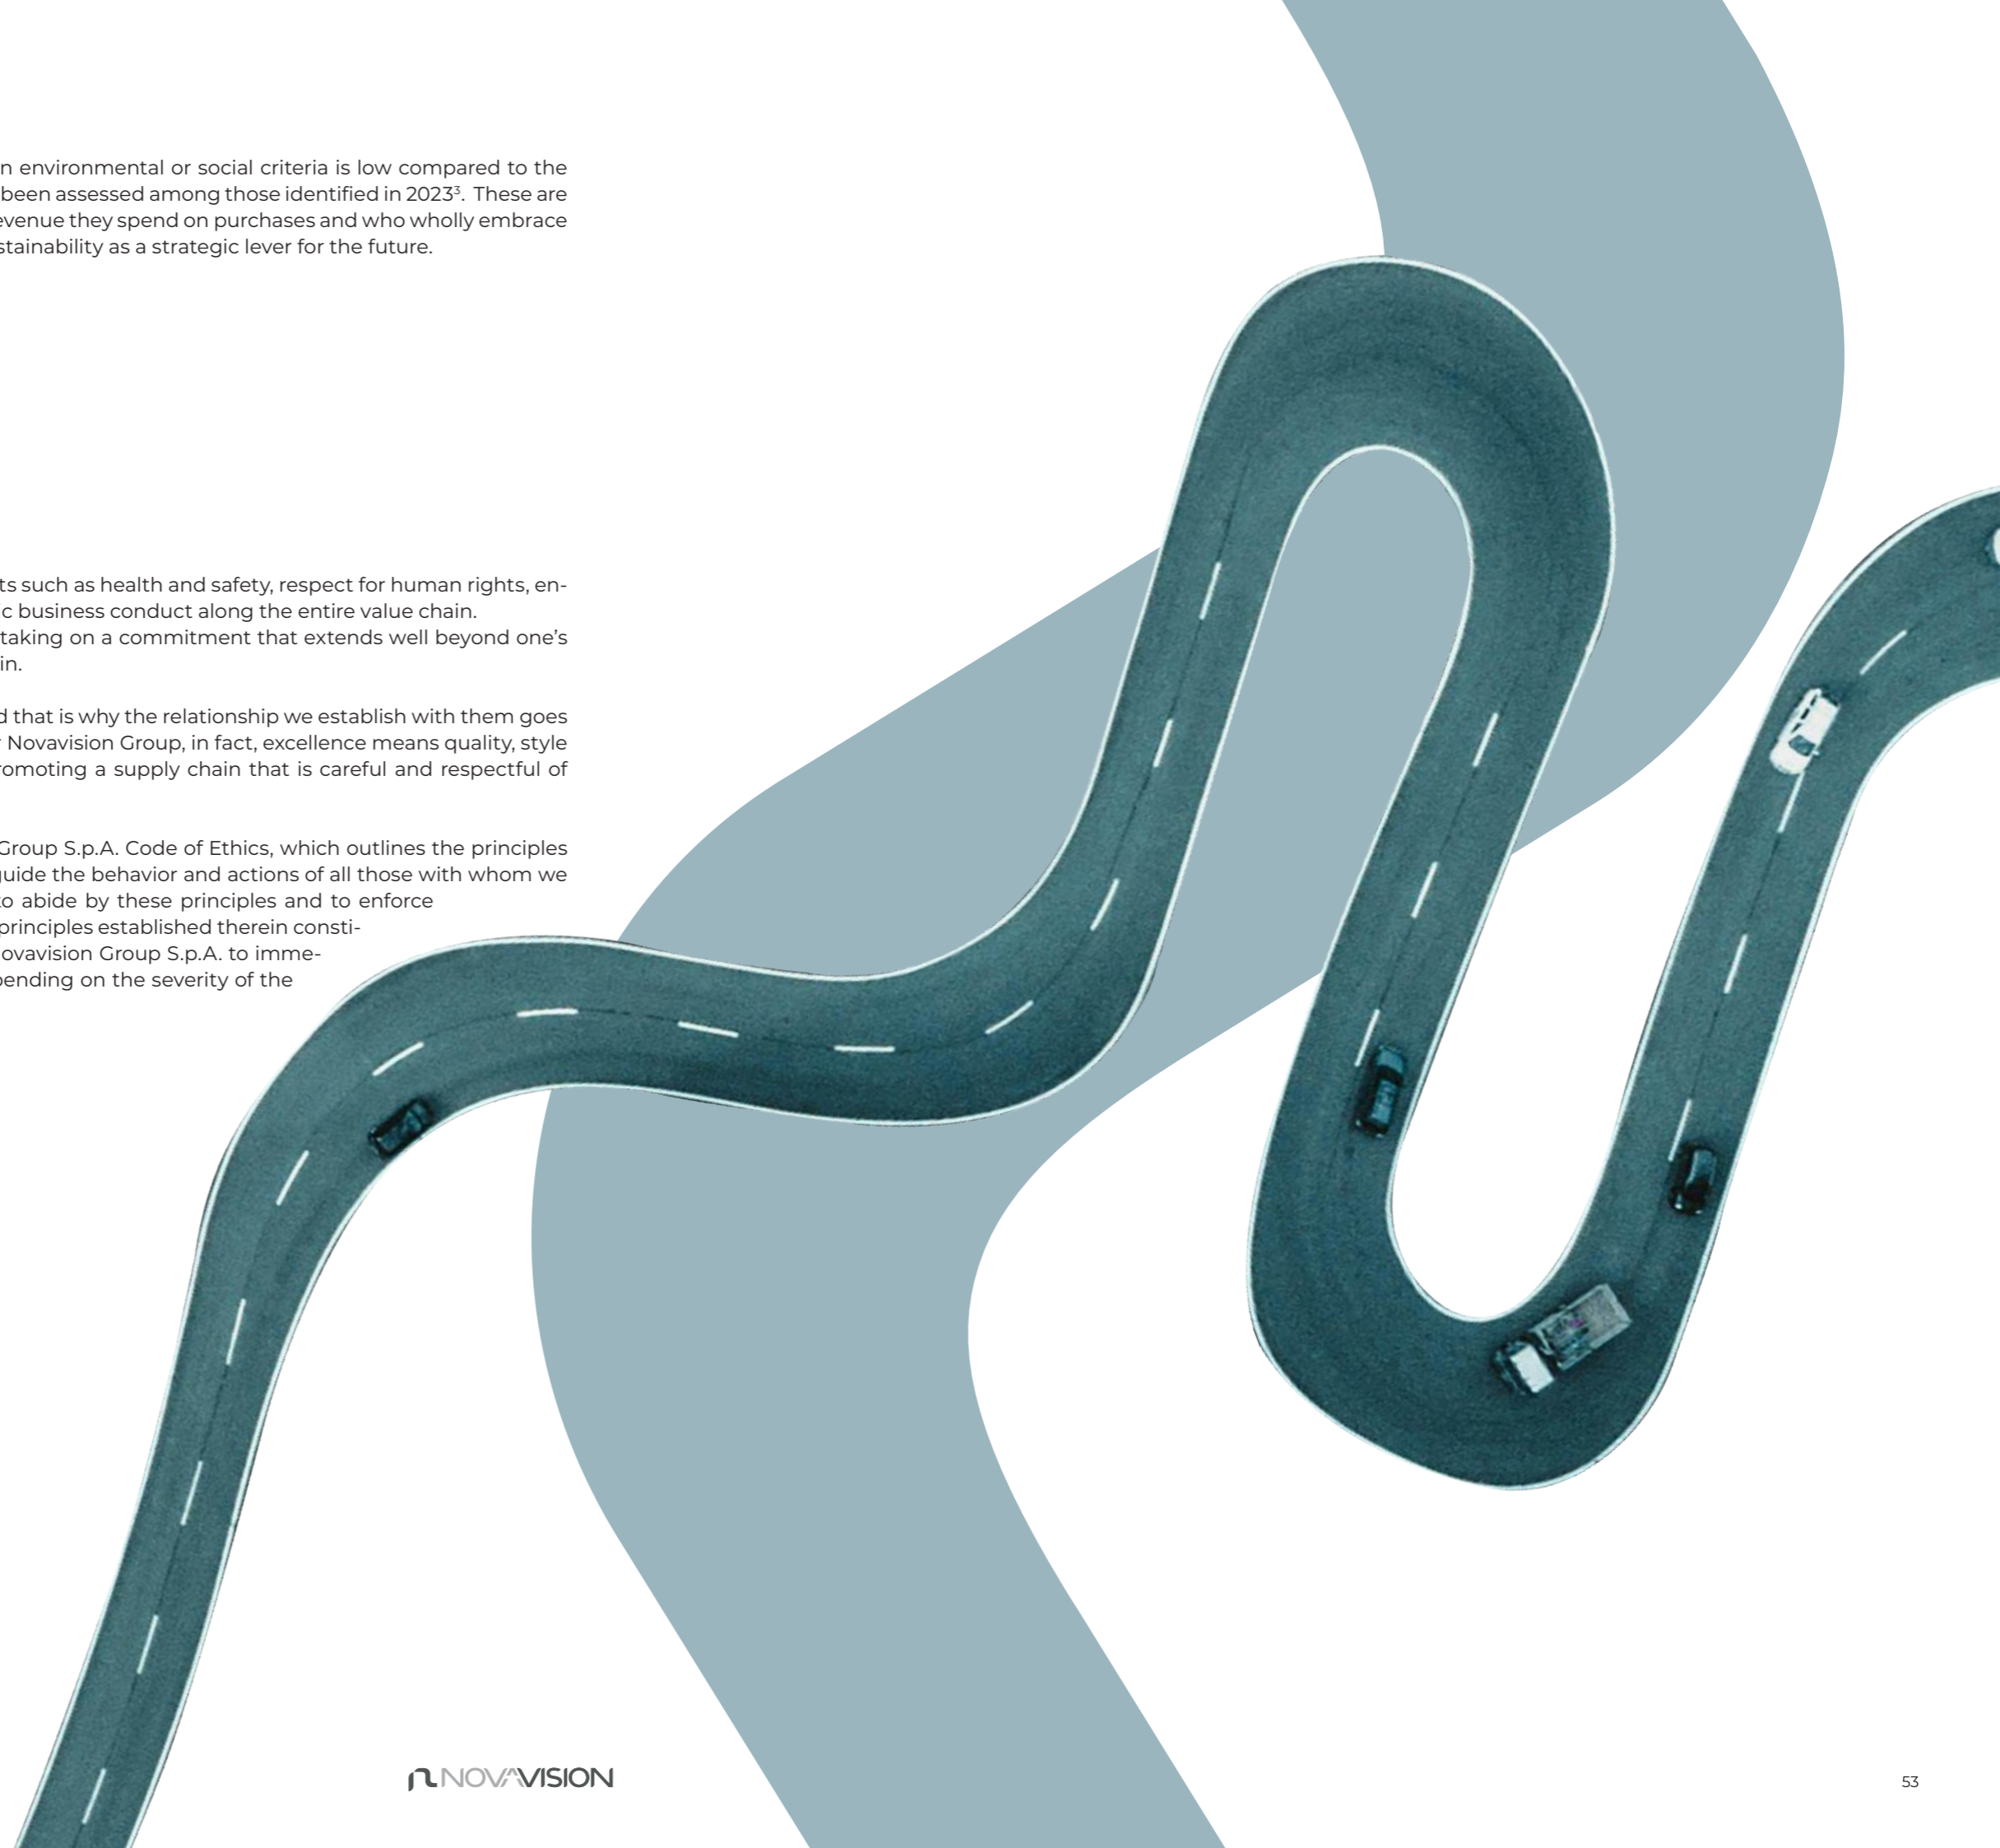 n environmental or social criteria is low compared to the
been assessed among those identified in 2023³. These are
evenue they spend on purchases and who wholly embrace
stainability as a strategic lever for the future.
ts such as health and safety, respect for human rights, en-
c business conduct along the entire value chain.
taking on a commitment that extends well beyond one’s
in.
d that is why the relationship we establish with them goes
r Novavision Group, in fact, excellence means quality, style
romoting a supply chain that is careful and respectful of
Group S.p.A. Code of Ethics, which outlines the principles
guide the behavior and actions of all those with whom we
to abide by these principles and to enforce
principles established therein consti-
ovavision Group S.p.A. to imme-
pending on the severity of the
NOVAVISION
53